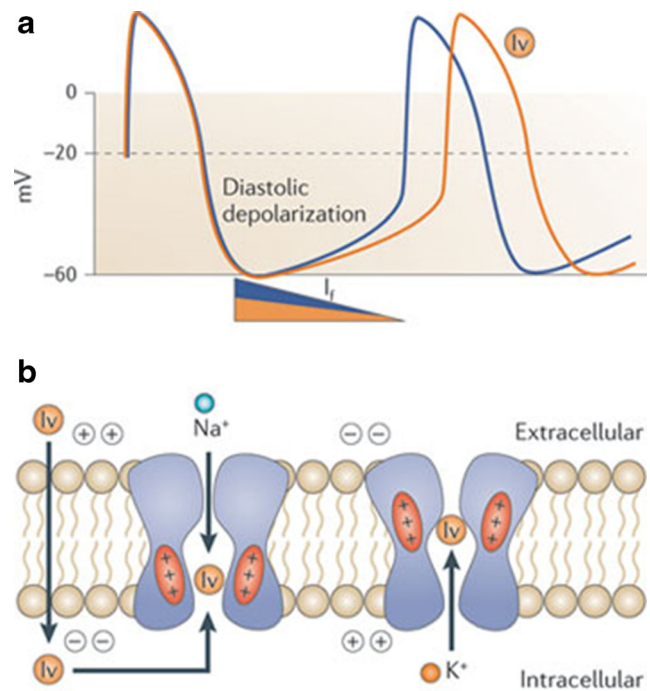 a
Iv
0
−20
−60
mV
Diastolic
depolarization
If
b
Iv
+ +
Na+
− −
Extracellular
+ + +
+ + +
Iv
+ + +
+ + +
Iv
− −
Iv
+ +
K+
Intracellular